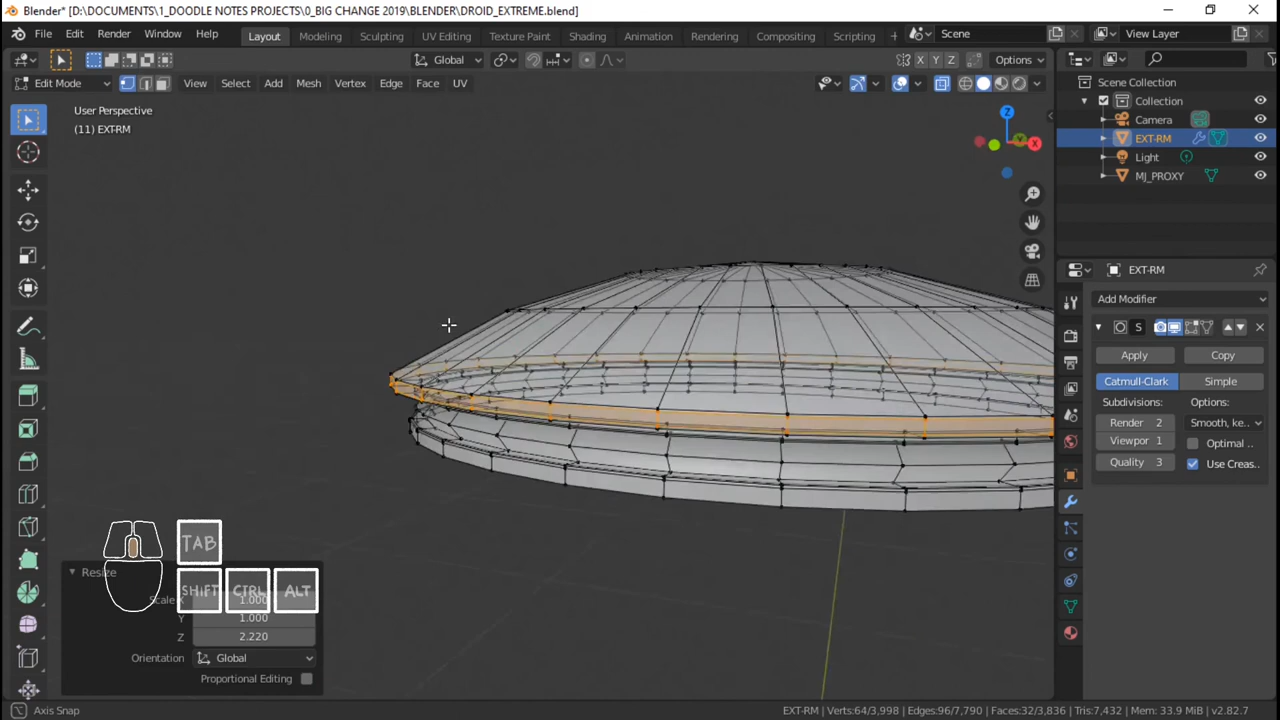 Blender* [D:\DOCUMENTS\1_DOODLE NOTES PROJECTS\0_BIG CHANGE 2019\BLENDER\DROID_EXTREME.blend]
File Edit Render Window Help Layout Modeling Sculpting UV Editing Texture Paint Shading Animation Rendering Compositing Scripting + Scene View Layer
Global X Y Z Options
Edit Mode View Select Add Mesh Vertex Edge Face UV
User Perspective
(11) EXT-RM
Z
Y
X
Scene Collection
Collection
Camera
EXT-RM
Light
MJ_PROXY
EXT-RM
Add Modifier
S
Apply Copy
Catmull-Clark Simple
Subdivisions: Options:
Render 2 Smooth, ke..
Viewpor 1 Optimal ..
Quality 3 Use Creas..
TAB
SHIFT CTRL ALT
Resize
Scale X 1.000
Y 1.000
Z 2.220
Orientation Global
Proportional Editing
Axis Snap
EXT-RM | Verts:64/3,998 | Edges:96/7,790 | Faces:32/3,836 | Tris:7,432 | Mem: 33.9 MiB | v2.82.7